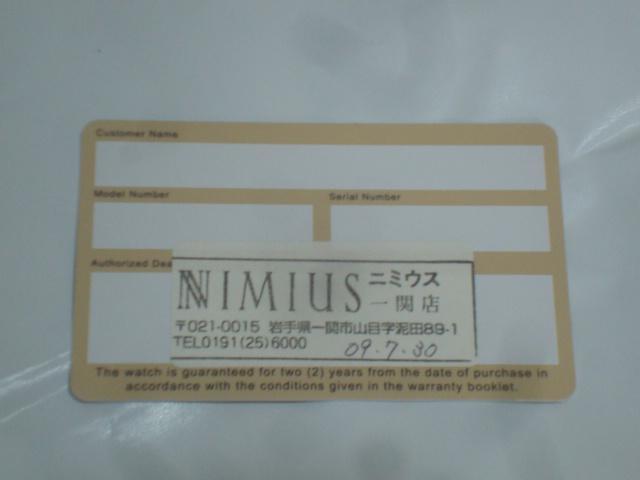 Customer Name
Model Number
Serial Number
Authorized Dea
NIMIUS ニミウス
一関店
〒021-0015 岩手県一関市山目字泥田89-1
TEL0191(25)6000
09.7.30
The watch is guaranteed for two (2) years from the date of purchase in
accordance with the conditions given in the warranty booklet.